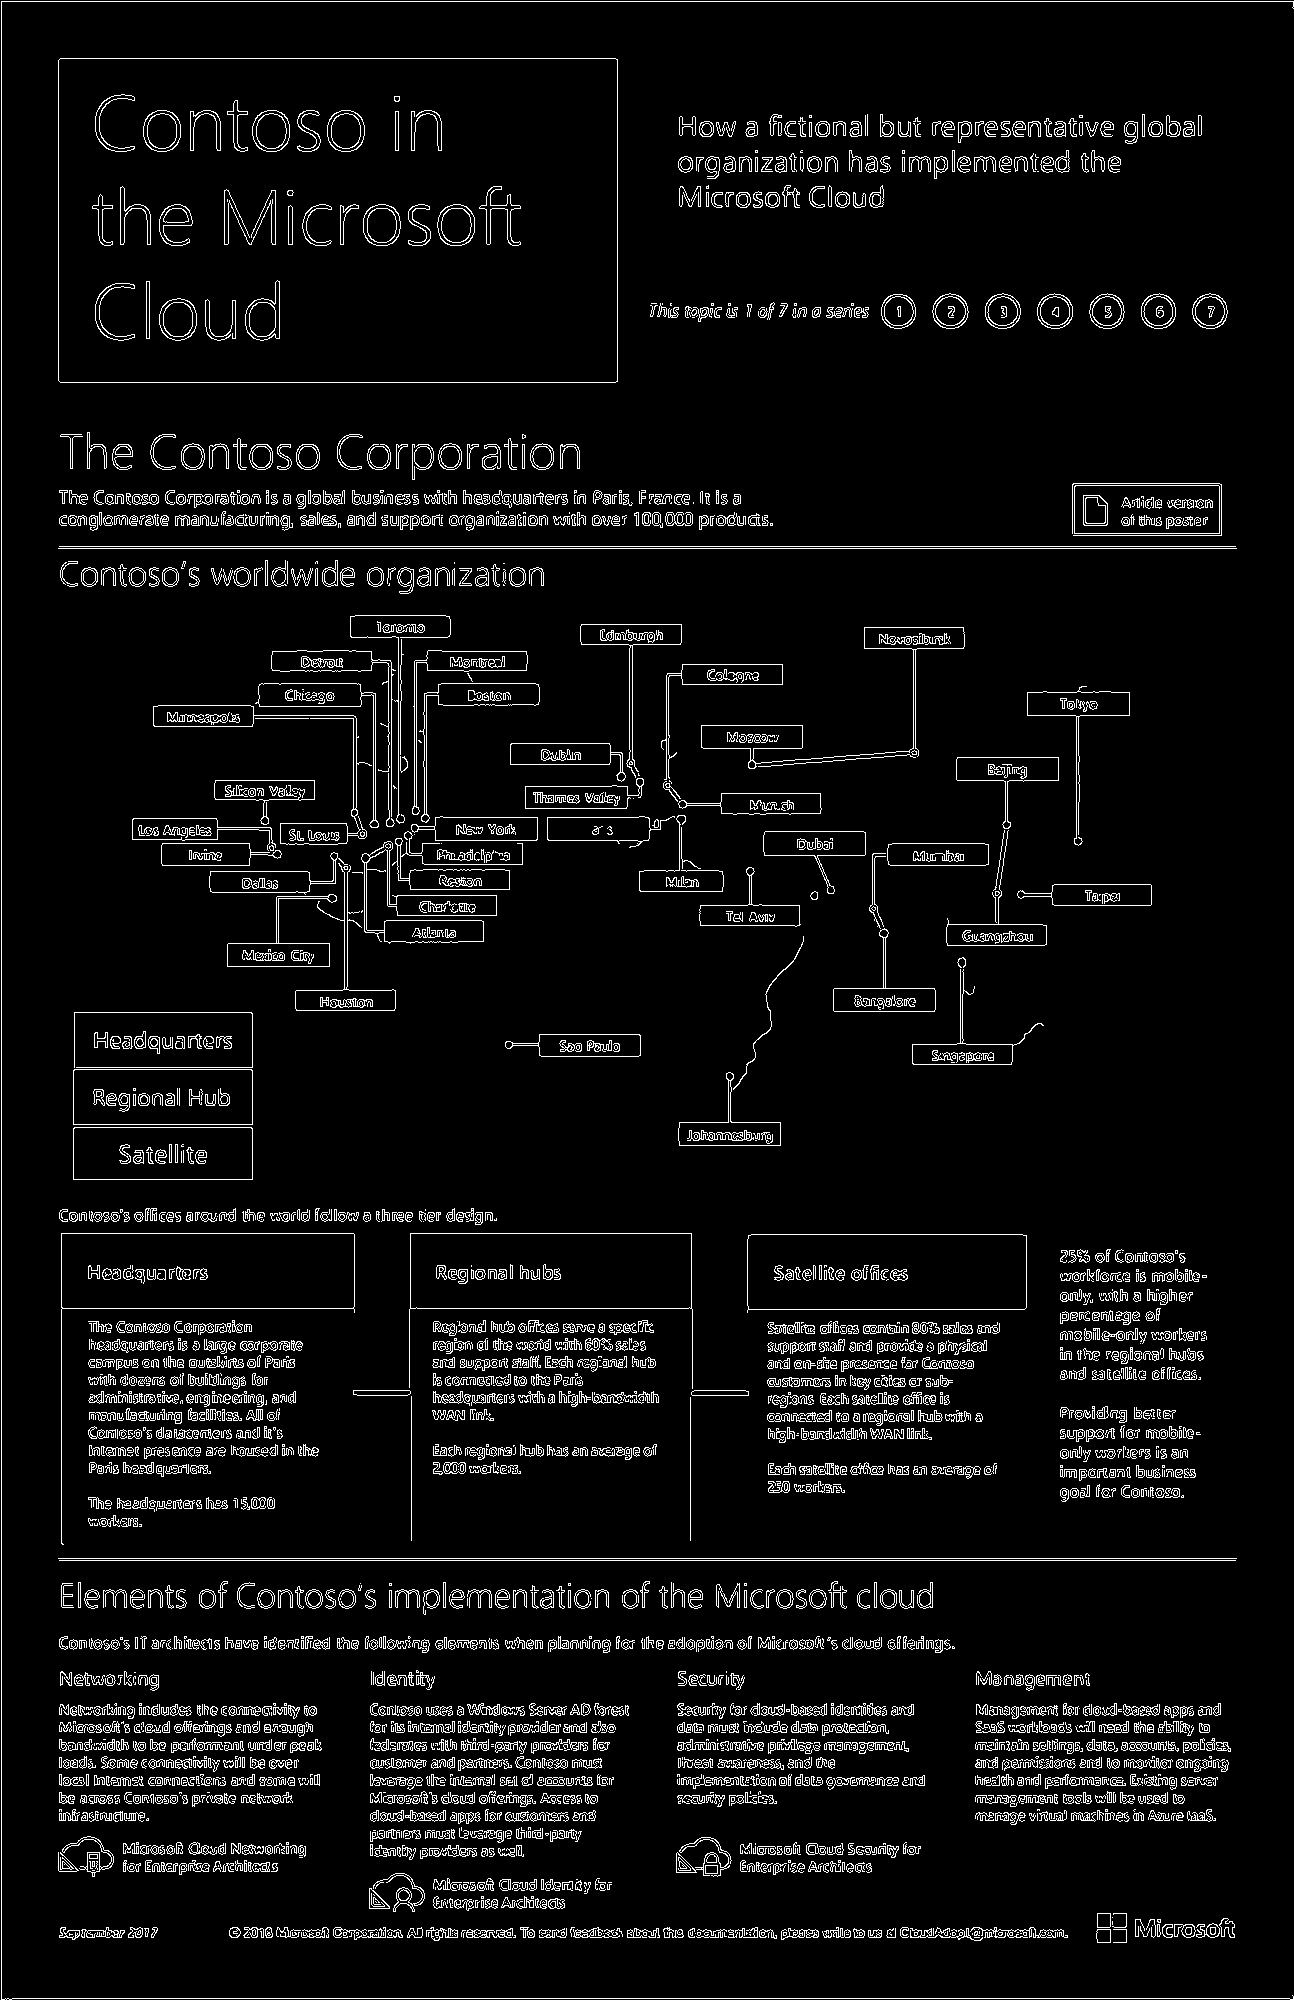 Contoso in
the Microsoft
Cloud
How a fictional but representative global
organization has implemented the
Microsoft Cloud
This topic is 1 of 7 in a series 1 2 3 4 5 6 7
The Contoso Corporation
The Contoso Corporation is a global business with headquarters in Paris, France. It is a
conglomerate manufacturing, sales, and support organization with over 100,000 products.
Article version
of this poster
Contoso's worldwide organization
Toronto
Edinburgh
Novosibirsk
Detroit
Montreal
Cologne
Chicago
Boston
Tokyo
Minneapolis
Moscow
Dublin
Beijing
Silicon Valley
Thames Valley
Munich
Los Angeles
St. Louis
New York
Dubai
Irvine
Philadelphia
Mumbai
Dallas
Reston
Milan
Taipei
Charlotte
Tel Aviv
Atlanta
Guangzhou
Mexico City
Houston
Bangalore
Headquarters
Sao Paulo
Singapore
Regional Hub
Johannesburg
Satellite
Contoso's offices around the world follow a three tier design.
Headquarters
The Contoso Corporation
headquarters is a large corporate
campus on the outskirts of Paris
with dozens of buildings for
administrative, engineering, and
manufacturing facilities. All of
Contoso's datacenters and it's
Internet presence are housed in the
Paris headquarters.
The headquarters has 15,000
workers.
Regional hubs
Regional hub offices serve a specific
region of the world with 60% sales
and support staff. Each regional hub
is connected to the Paris
headquarters with a high-bandwidth
WAN link.
Each regional hub has an average of
2,000 workers.
Satellite offices
Satellite offices contain 80% sales and
support staff and provide a physical
and on-site presence for Contoso
customers in key cities or sub-
regions. Each satellite office is
connected to a regional hub with a
high-bandwidth WAN link.
Each satellite office has an average of
250 workers.
25% of Contoso's
workforce is mobile-
only, with a higher
percentage of
mobile-only workers
in the regional hubs
and satellite offices.
Providing better
support for mobile-
only workers is an
important business
goal for Contoso.
Elements of Contoso's implementation of the Microsoft cloud
Contoso's IT architects have identified the following elements when planning for the adoption of Microsoft's cloud offerings.
Networking
Networking includes the connectivity to
Microsoft's cloud offerings and enough
bandwidth to be performant under peak
loads. Some connectivity will be over
local Internet connections and some will
be across Contoso's private network
infrastructure.
Microsoft Cloud Networking
for Enterprise Architects
Identity
Contoso uses a Windows Server AD forest
for its internal identity provider and also
federates with third-party providers for
customer and partners. Contoso must
leverage the internal set of accounts for
Microsoft's cloud offerings. Access to
cloud-based apps for customers and
partners must leverage third-party
identity providers as well.
Microsoft Cloud Identity for
Enterprise Architects
Security
Security for cloud-based identities and
data must include data protection,
administrative privilege management,
threat awareness, and the
implementation of data governance and
security policies.
Microsoft Cloud Security for
Enterprise Architects
Management
Management for cloud-based apps and
SaaS workloads will need the ability to
maintain settings, data, accounts, policies,
and permissions and to monitor ongoing
health and performance. Existing server
management tools will be used to
manage virtual machines in Azure IaaS.
September 2017
© 2016 Microsoft Corporation. All rights reserved. To send feedback about this documentation, please write to us at CloudAdopt@microsoft.com.
Microsoft